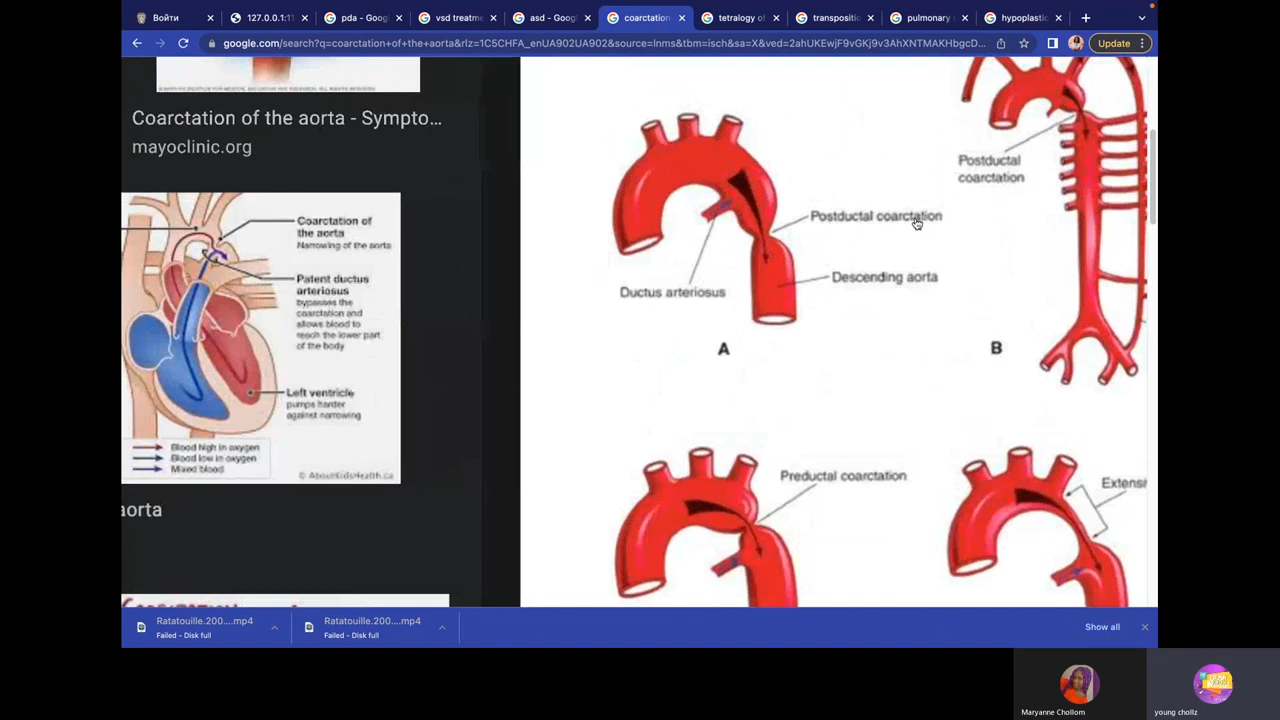 Войти
127.0.0.1:11
pda - Goog
vsd treatme
asd - Goog
coarctation
tetralogy of
transpositio
pulmonary s
hypoplastic
google.com/search?q=coarctation+of+the+aorta&rlz=1C5CHFA_enUA902UA902&source=lnms&tbm=isch&sa=X&ved=2ahUKEwjF9vGKj9v3AhXNTMAKHbgcD...
Update
Coarctation of the aorta - Sympto...
mayoclinic.org
Coarctation of
the aorta
Narrowing of the aorta
Patent ductus
arteriosus
bypasses the
coarctation and
allows blood to
reach the lower part
of the body
Left ventricle
pumps harder
against narrowing
Blood high in oxygen
Blood low in oxygen
Mixed blood
© AboutKidsHealth.ca
aorta
Postductal coarctation
Ductus arteriosus
Descending aorta
A
Postductal
coarctation
B
Preductal coarctation
Extensi
Ratatouille.200....mp4
Failed - Disk full
Ratatouille.200....mp4
Failed - Disk full
Show all
Maryanne Chollom
young chollz